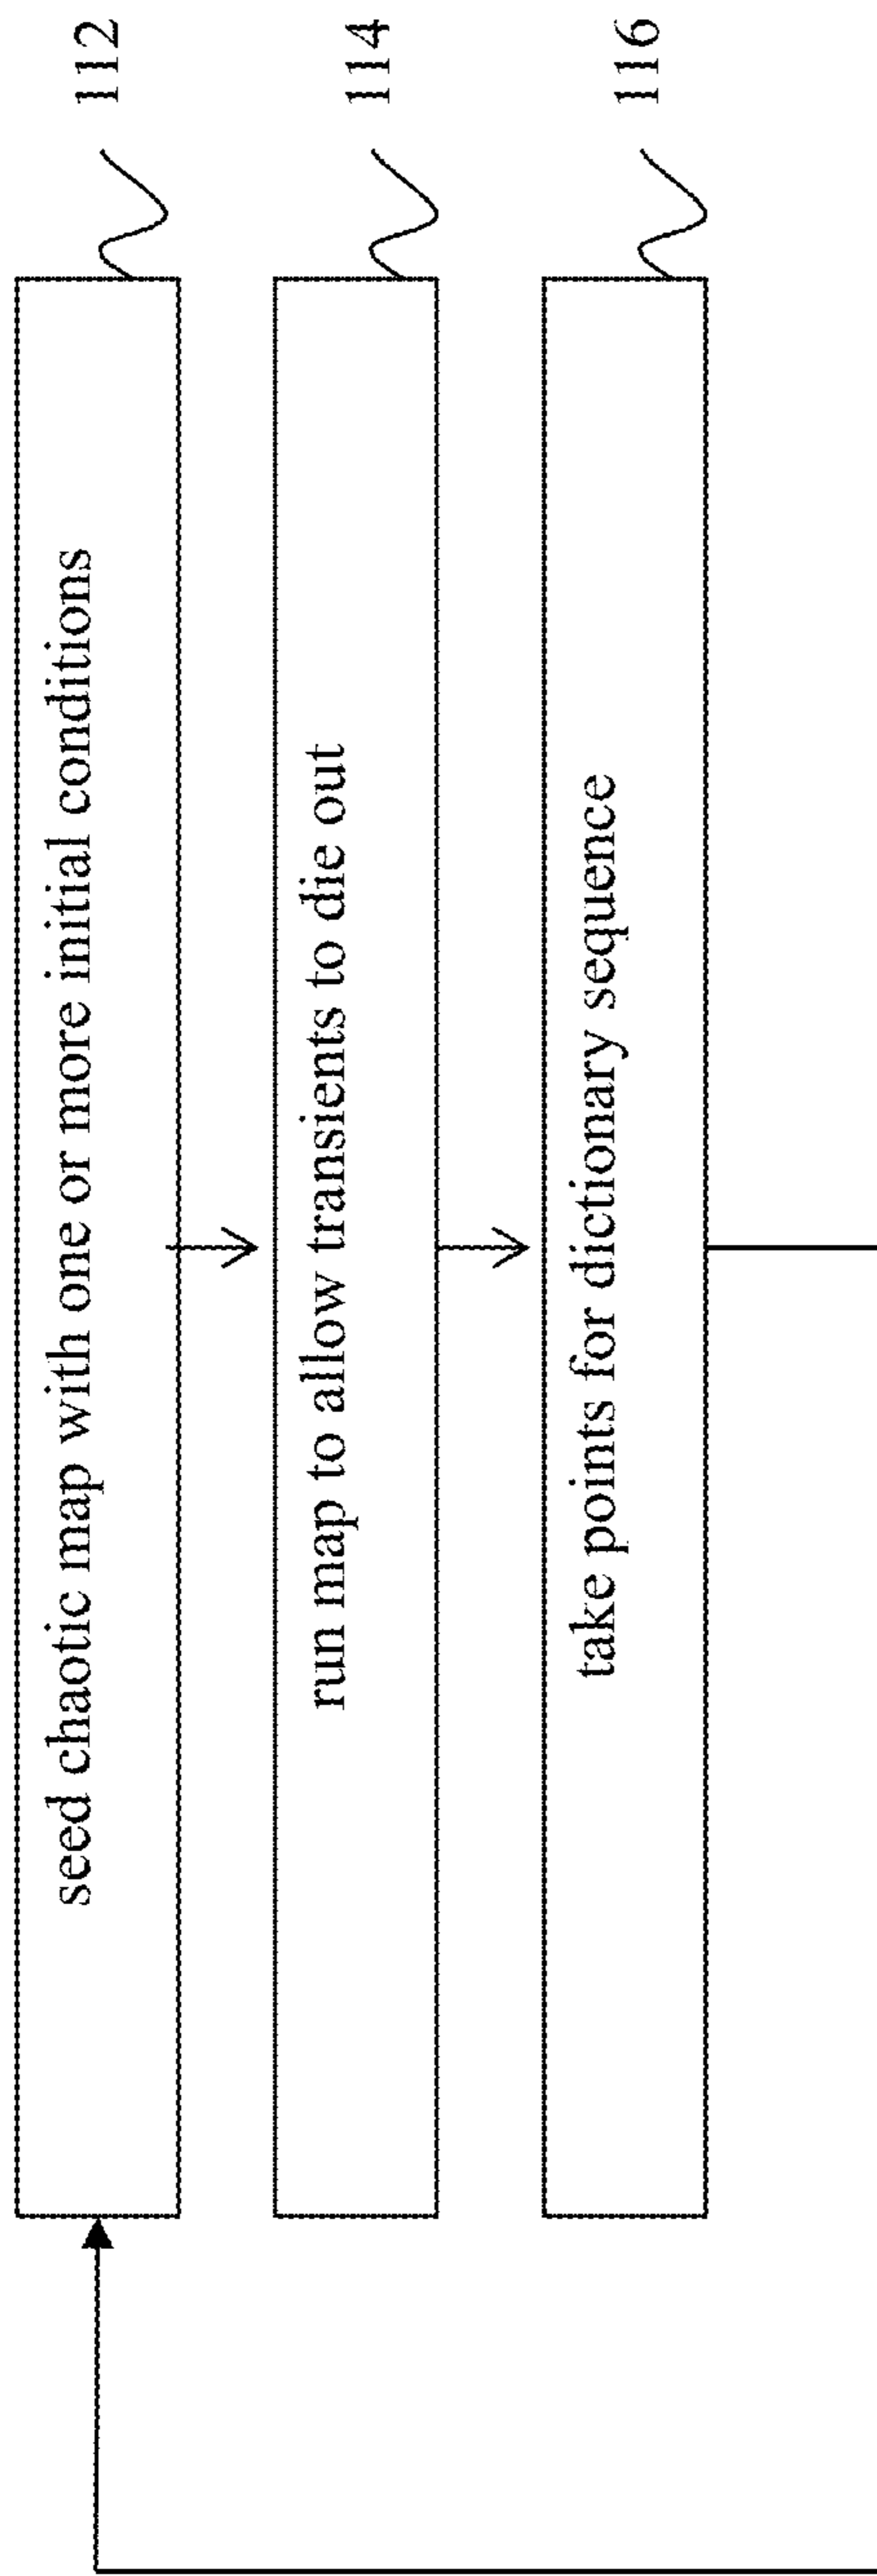 seed chaotic map with one or more initial conditions
112
run map to allow transients to die out
114
take points for dictionary sequence
116